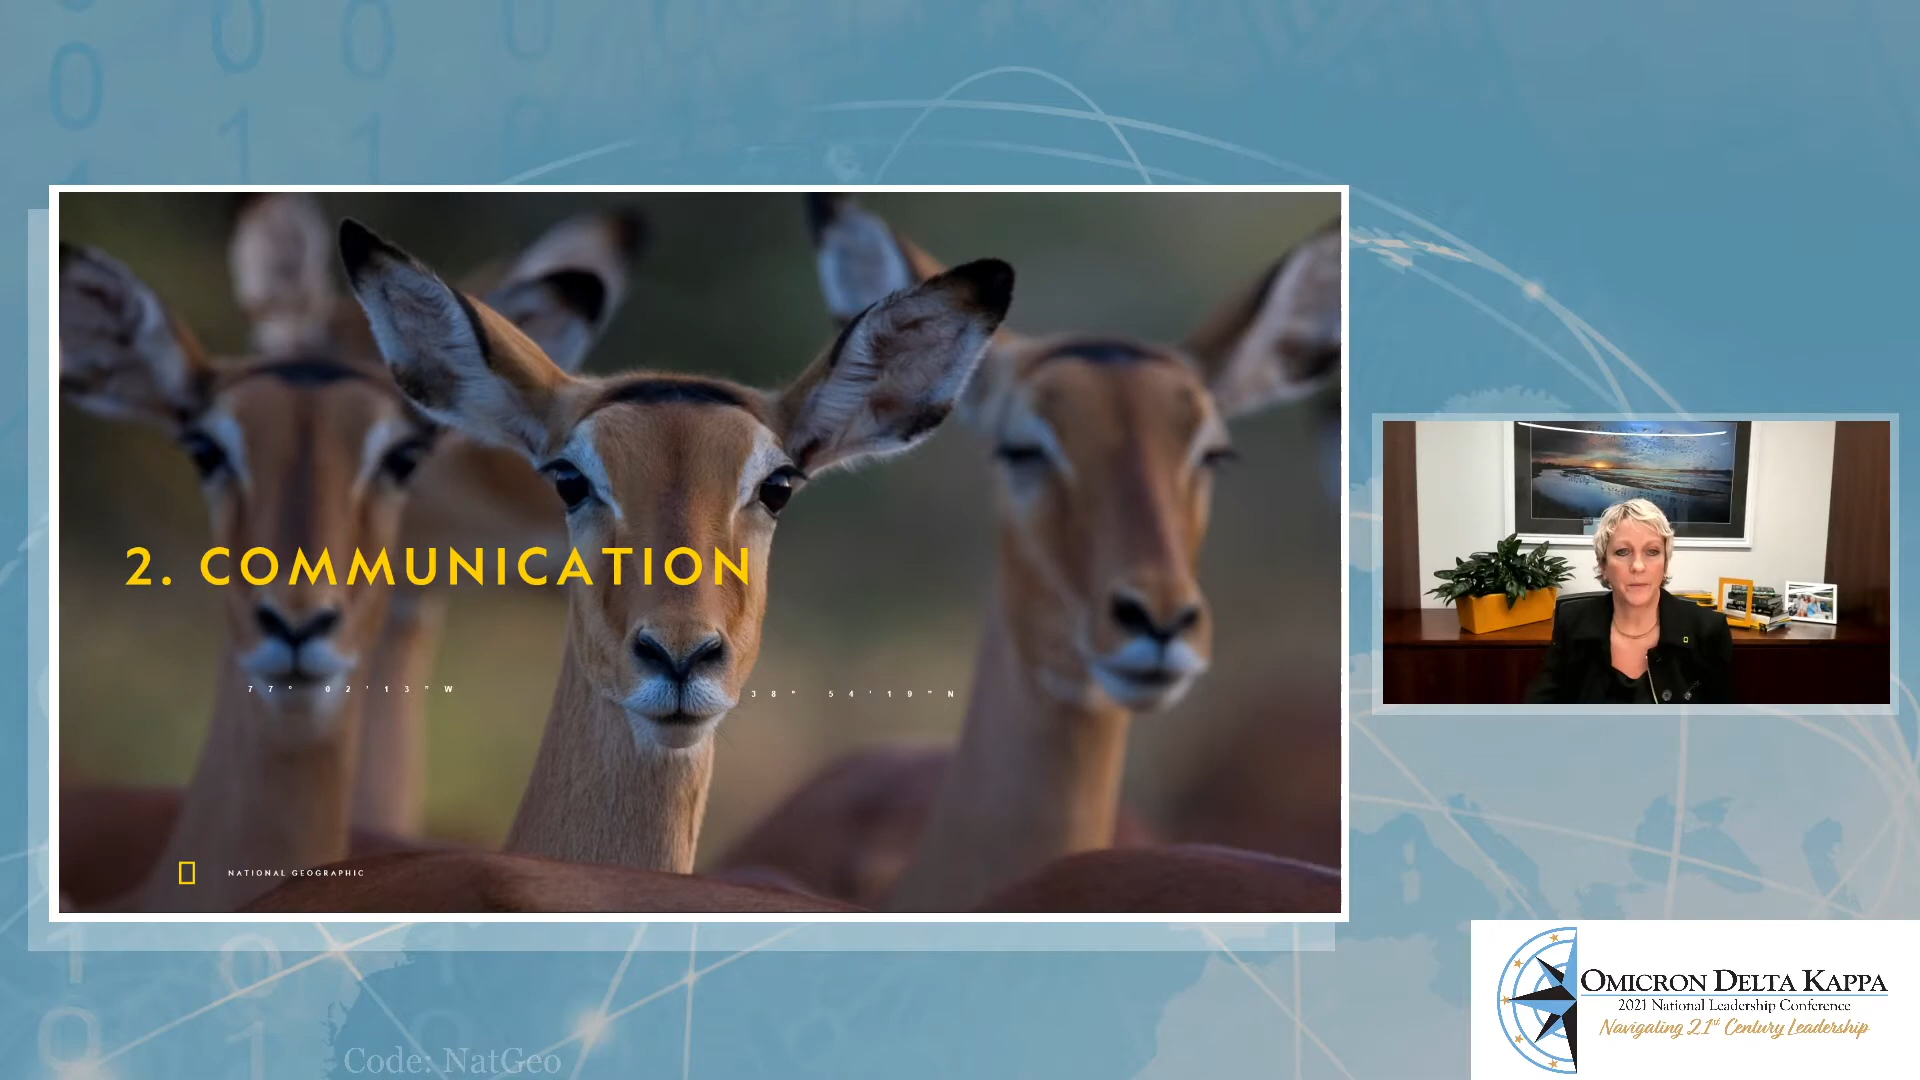 2. COMMUNICATION
77° 02'13"W
38° 54'19"N
NATIONAL GEOGRAPHIC
OMICRON DELTA KAPPA
2021 National Leadership Conference
Navigating 21st Century Leadership
Code: NatGeo